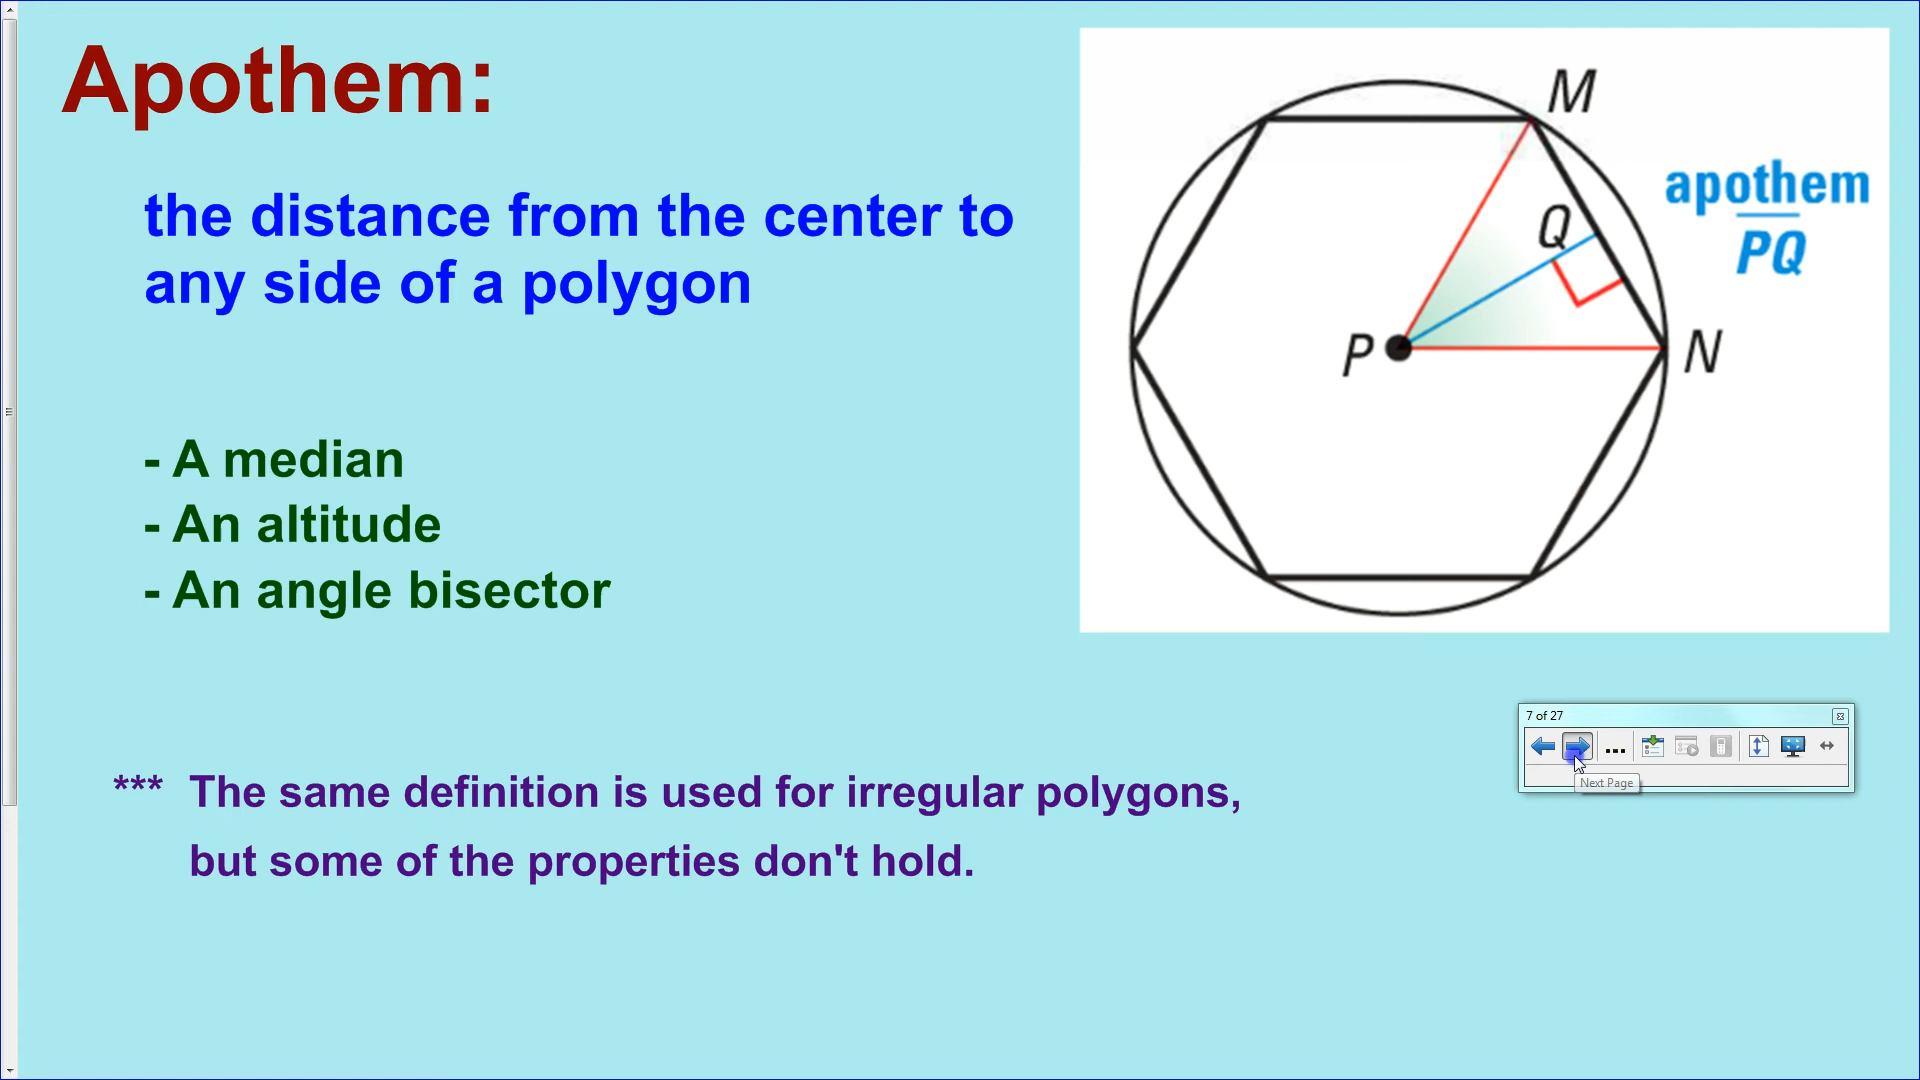 Apothem:
the distance from the center to
any side of a polygon
- A median
- An altitude
- An angle bisector
*** The same definition is used for irregular polygons,
but some of the properties don't hold.
M
apothem
PQ
Q
P
N
7 of 27
...
Next Page